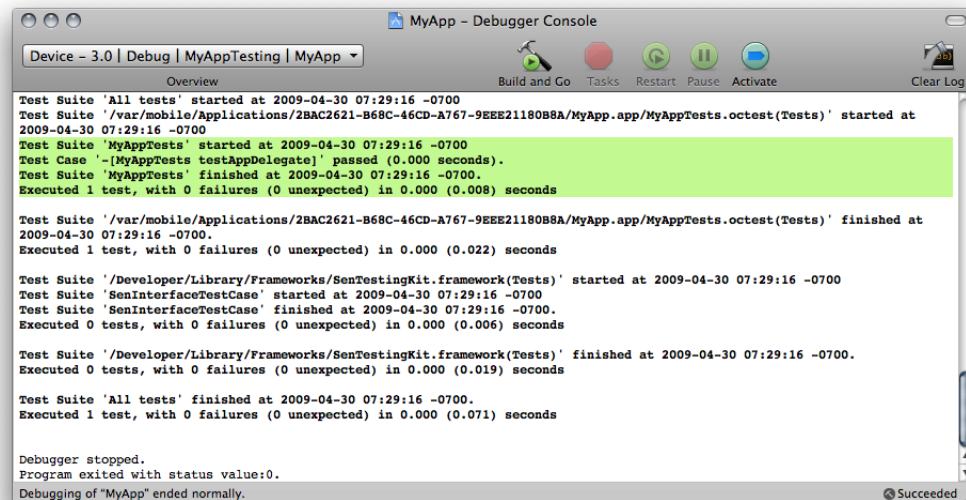 MyApp – Debugger Console
Device – 3.0 | Debug | MyAppTesting | MyApp
Overview
Build and Go
Tasks
Restart
Pause
Activate
Clear Log
Test Suite 'All tests' started at 2009-04-30 07:29:16 -0700
Test Suite '/var/mobile/Applications/2BAC2621-B68C-46CD-A767-9EEE21180B8A/MyApp.app/MyAppTests.octest(Tests)' started at
2009-04-30 07:29:16 -0700
Test Suite 'MyAppTests' started at 2009-04-30 07:29:16 -0700
Test Case '-[MyAppTests testAppDelegate]' passed (0.000 seconds).
Test Suite 'MyAppTests' finished at 2009-04-30 07:29:16 -0700.
Executed 1 test, with 0 failures (0 unexpected) in 0.000 (0.008) seconds
Test Suite '/var/mobile/Applications/2BAC2621-B68C-46CD-A767-9EEE21180B8A/MyApp.app/MyAppTests.octest(Tests)' finished at
2009-04-30 07:29:16 -0700.
Executed 1 test, with 0 failures (0 unexpected) in 0.000 (0.022) seconds
Test Suite '/Developer/Library/Frameworks/SenTestingKit.framework(Tests)' started at 2009-04-30 07:29:16 -0700
Test Suite 'SenInterfaceTestCase' started at 2009-04-30 07:29:16 -0700
Test Suite 'SenInterfaceTestCase' finished at 2009-04-30 07:29:16 -0700.
Executed 0 tests, with 0 failures (0 unexpected) in 0.000 (0.006) seconds
Test Suite '/Developer/Library/Frameworks/SenTestingKit.framework(Tests)' finished at 2009-04-30 07:29:16 -0700.
Executed 0 tests, with 0 failures (0 unexpected) in 0.000 (0.019) seconds
Test Suite 'All tests' finished at 2009-04-30 07:29:16 -0700.
Executed 1 test, with 0 failures (0 unexpected) in 0.000 (0.071) seconds
Debugger stopped.
Program exited with status value:0.
Debugging of "MyApp" ended normally.
Succeeded